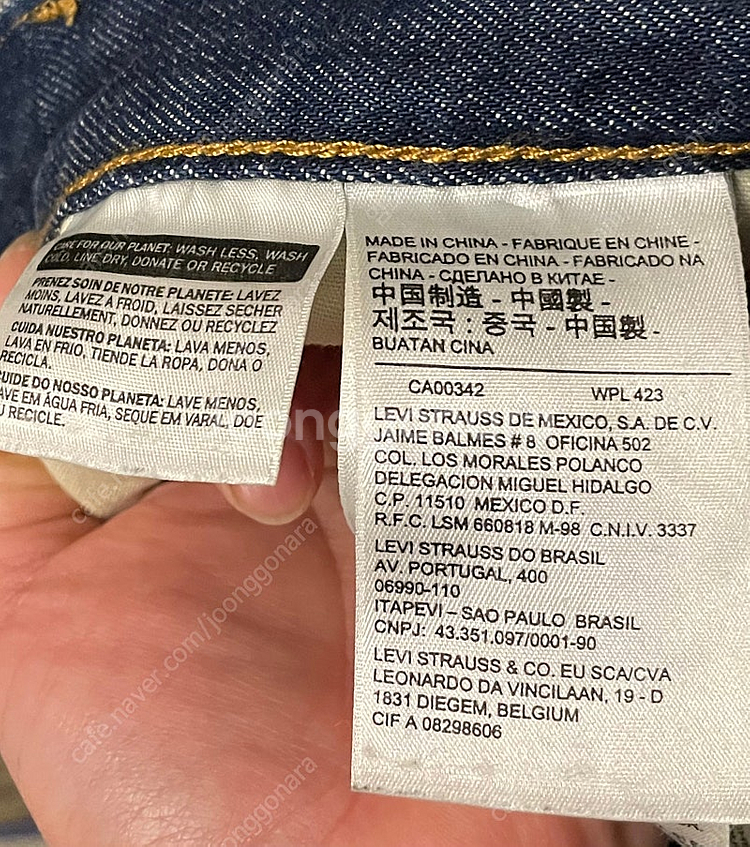 CARE FOR OUR PLANET: WASH LESS, WASH
COLD, LINE DRY, DONATE OR RECYCLE
PRENEZ SOIN DE NOTRE PLANETE: LAVEZ
MOINS, LAVEZ A FROID, LAISSEZ SECHER
NATURELLEMENT, DONNEZ OU RECYCLEZ
CUIDA NUESTRO PLANETA: LAVA MENOS,
LAVA EN FRIO, TIENDE LA ROPA, DONA O
RECICLA.
CUIDE DO NOSSO PLANETA: LAVE MENOS,
LAVE EM ÁGUA FRIA, SEQUE EM VARAL, DOE
OU RECICLE.
MADE IN CHINA - FABRIQUE EN CHINE -
FABRICADO EN CHINA - FABRICADO NA
CHINA - СДЕЛАНО В КИТАЕ -
中国制造 - 中國製 -
제조국 : 중국 - 中国製 -
BUATAN CINA
CA00342 WPL 423
LEVI STRAUSS DE MEXICO, S.A. DE C.V.
JAIME BALMES # 8 OFICINA 502
COL. LOS MORALES POLANCO
DELEGACION MIGUEL HIDALGO
C.P. 11510 MEXICO D.F.
R.F.C. LSM 660818 M-98 C.N.I.V. 3337
LEVI STRAUSS DO BRASIL
AV. PORTUGAL, 400
06990-110
ITAPEVI – SAO PAULO BRASIL
CNPJ: 43.351.097/0001-90
LEVI STRAUSS & CO. EU SCA/CVA
LEONARDO DA VINCILAAN, 19 - D
1831 DIEGEM, BELGIUM
CIF A 08298606
cafe.naver.com/joonggonara